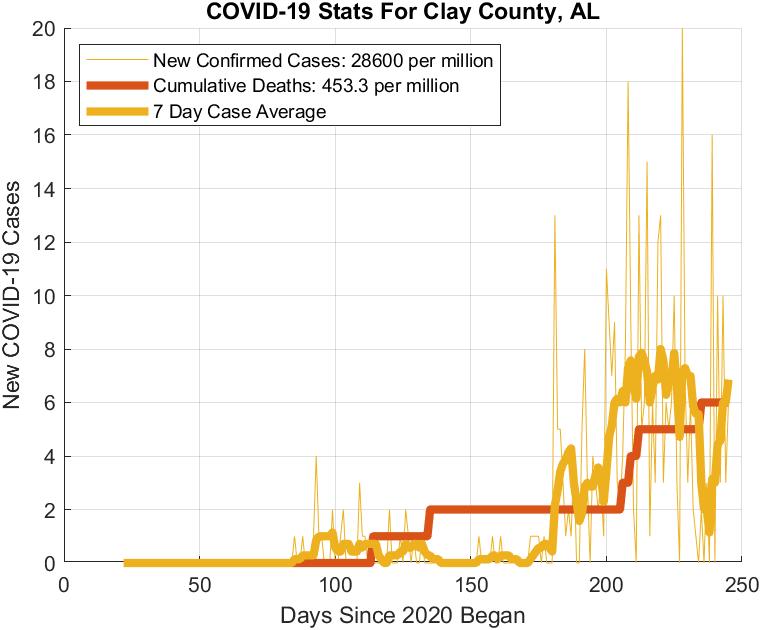 COVID-19 Stats For Clay County, AL
New Confirmed Cases: 28600 per million
Cumulative Deaths: 453.3 per million
7 Day Case Average
New COVID-19 Cases
20
18
16
14
12
10
8
6
4
2
0
0 50 100 150 200 250
Days Since 2020 Began